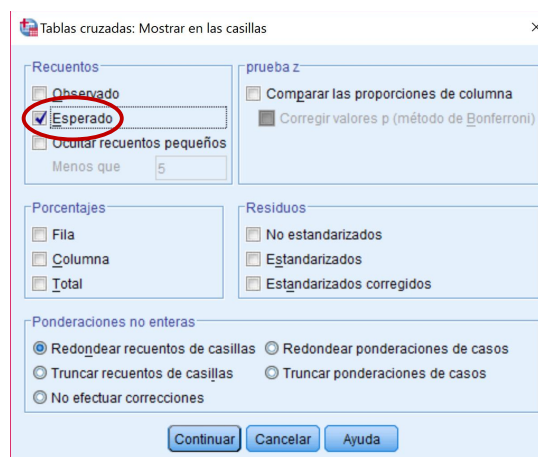 Tablas cruzadas: Mostrar en las casillas
Recuentos
Observado
Esperado
Ocultar recuentos pequeños
Menos que 5
prueba z
Comparar las proporciones de columna
Corregir valores p (método de Bonferroni)
Porcentajes
Fila
Columna
Total
Residuos
No estandarizados
Estandarizados
Estandarizados corregidos
Ponderaciones no enteras
Redondear recuentos de casillas Redondear ponderaciones de casos
Truncar recuentos de casillas Truncar ponderaciones de casos
No efectuar correcciones
Continuar Cancelar Ayuda